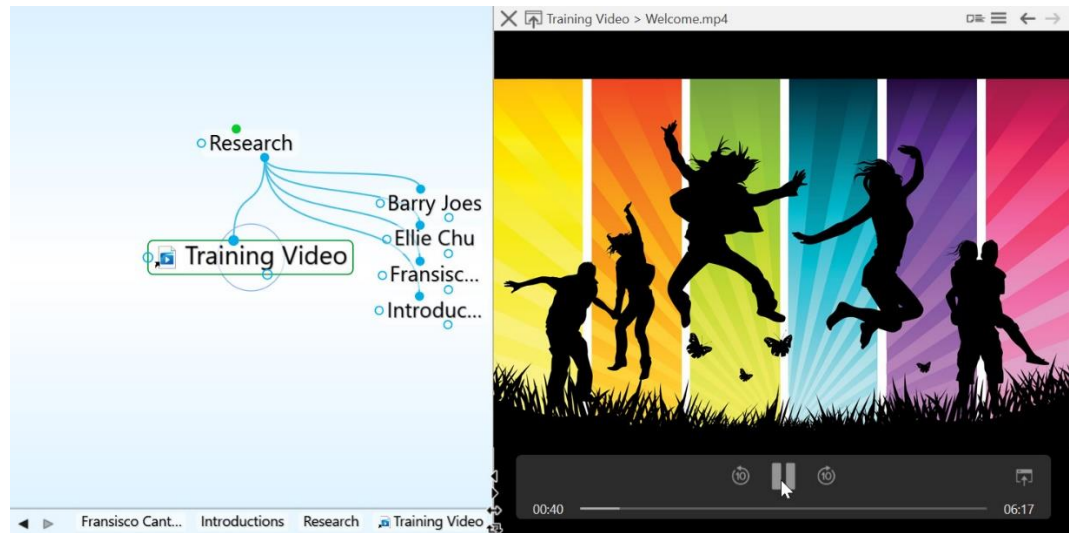 Training Video > Welcome.mp4
Research
Barry Joes
Ellie Chu
Training Video
Fransisc...
Introduc...
10
10
00:40
06:17
Fransisco Cant...
Introductions
Research
Training Video